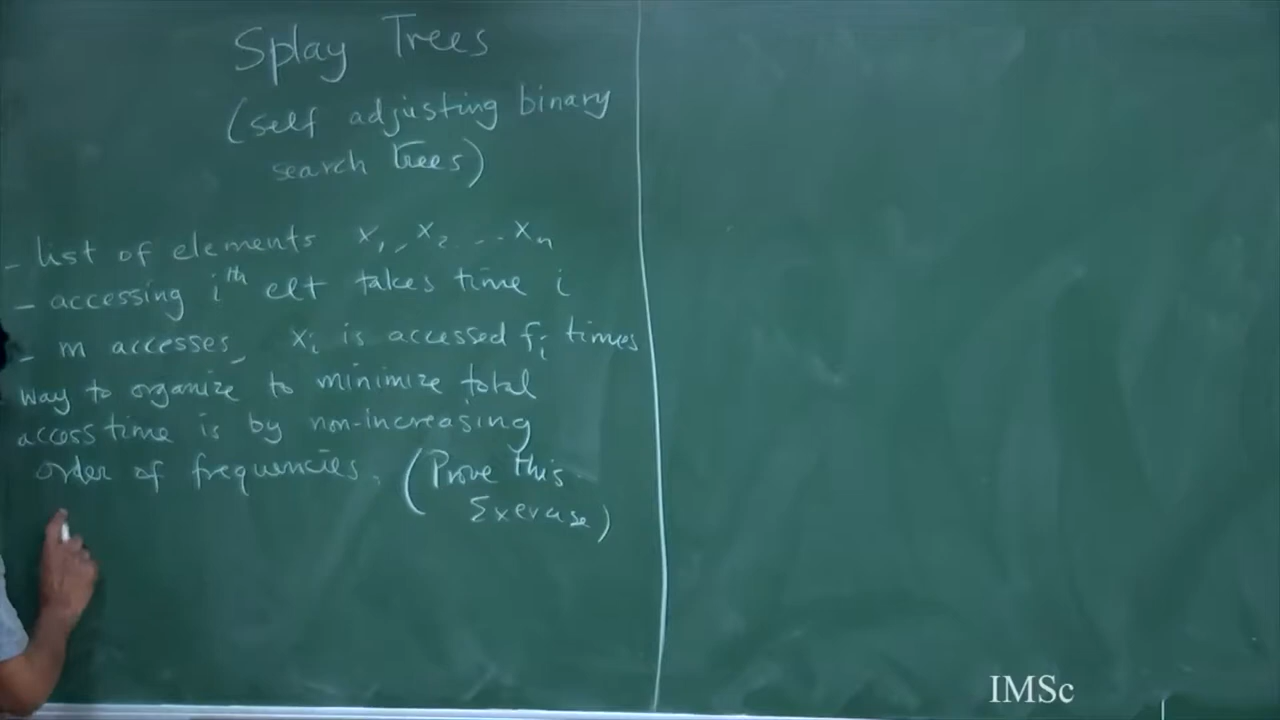 Splay Trees
(self adjusting binary
search trees)
- list of elements x₁, x₂ ... xₙ
- accessing iᵗʰ elt takes time i
- m accesses, xᵢ is accessed fᵢ times
way to organize to minimize total
access time is by non-increasing
order of frequencies. (Prove this
Exercise)
IMSc